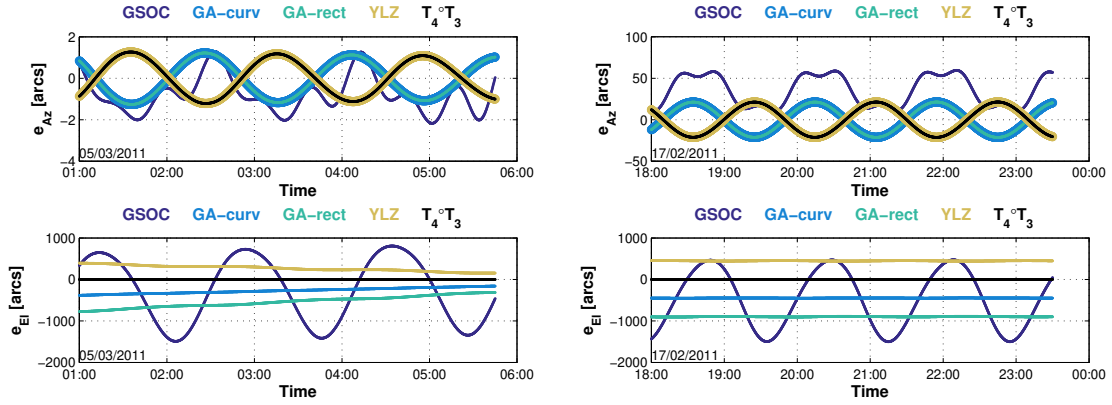 GSOC GA−curv GA−rect YLZ T4°T3
2
0
−2
−4
e_Az [arcs]
05/03/2011
01:00 02:00 03:00 04:00 05:00 06:00
Time
GSOC GA−curv GA−rect YLZ T4°T3
100
50
0
−50
e_Az [arcs]
17/02/2011
18:00 19:00 20:00 21:00 22:00 23:00 00:00
Time
GSOC GA−curv GA−rect YLZ T4°T3
1000
0
−1000
−2000
e_El [arcs]
05/03/2011
01:00 02:00 03:00 04:00 05:00 06:00
Time
GSOC GA−curv GA−rect YLZ T4°T3
1000
0
−1000
−2000
e_El [arcs]
17/02/2011
18:00 19:00 20:00 21:00 22:00 23:00 00:00
Time